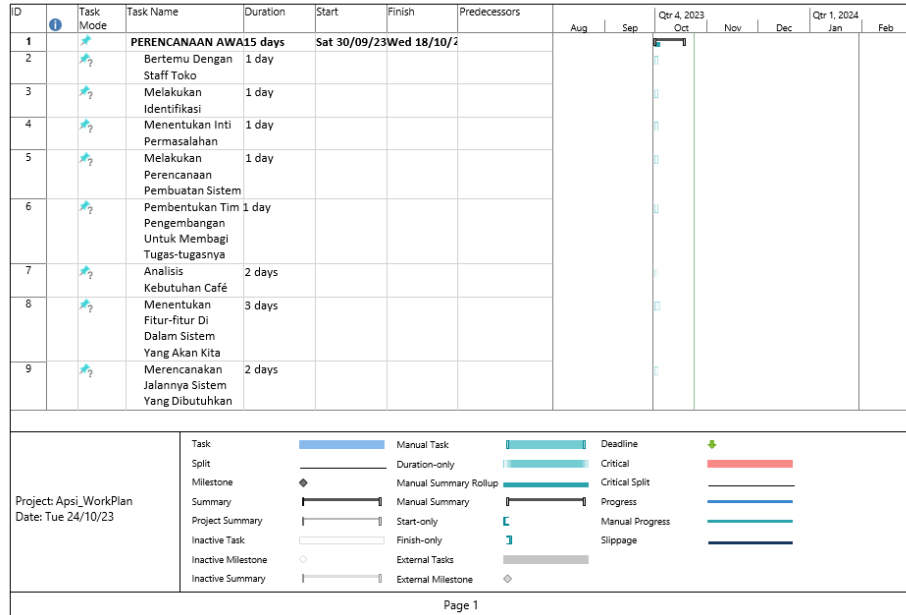 ID Task Mode Task Name Duration Start Finish Predecessors
Qtr 4, 2023 Qtr 1, 2024
Aug Sep Oct Nov Dec Jan Feb
1 PERENCANAAN AWA 15 days Sat 30/09/23 Wed 18/10/2
2 Bertemu Dengan 1 day
Staff Toko
3 Melakukan 1 day
Identifikasi
4 Menentukan Inti 1 day
Permasalahan
5 Melakukan 1 day
Perencanaan
Pembuatan Sistem
6 Pembentukan Tim 1 day
Pengembangan
Untuk Membagi
Tugas-tugasnya
7 Analisis 2 days
Kebutuhan Café
8 Menentukan 3 days
Fitur-fitur Di
Dalam Sistem
Yang Akan Kita
9 Merencanakan 2 days
Jalannya Sistem
Yang Dibutuhkan
Project: Apsi_WorkPlan
Date: Tue 24/10/23
Task Manual Task Deadline
Split Duration-only Critical
Milestone Manual Summary Rollup Critical Split
Summary Manual Summary Progress
Project Summary Start-only Manual Progress
Inactive Task Finish-only Slippage
Inactive Milestone External Tasks
Inactive Summary External Milestone
Page 1